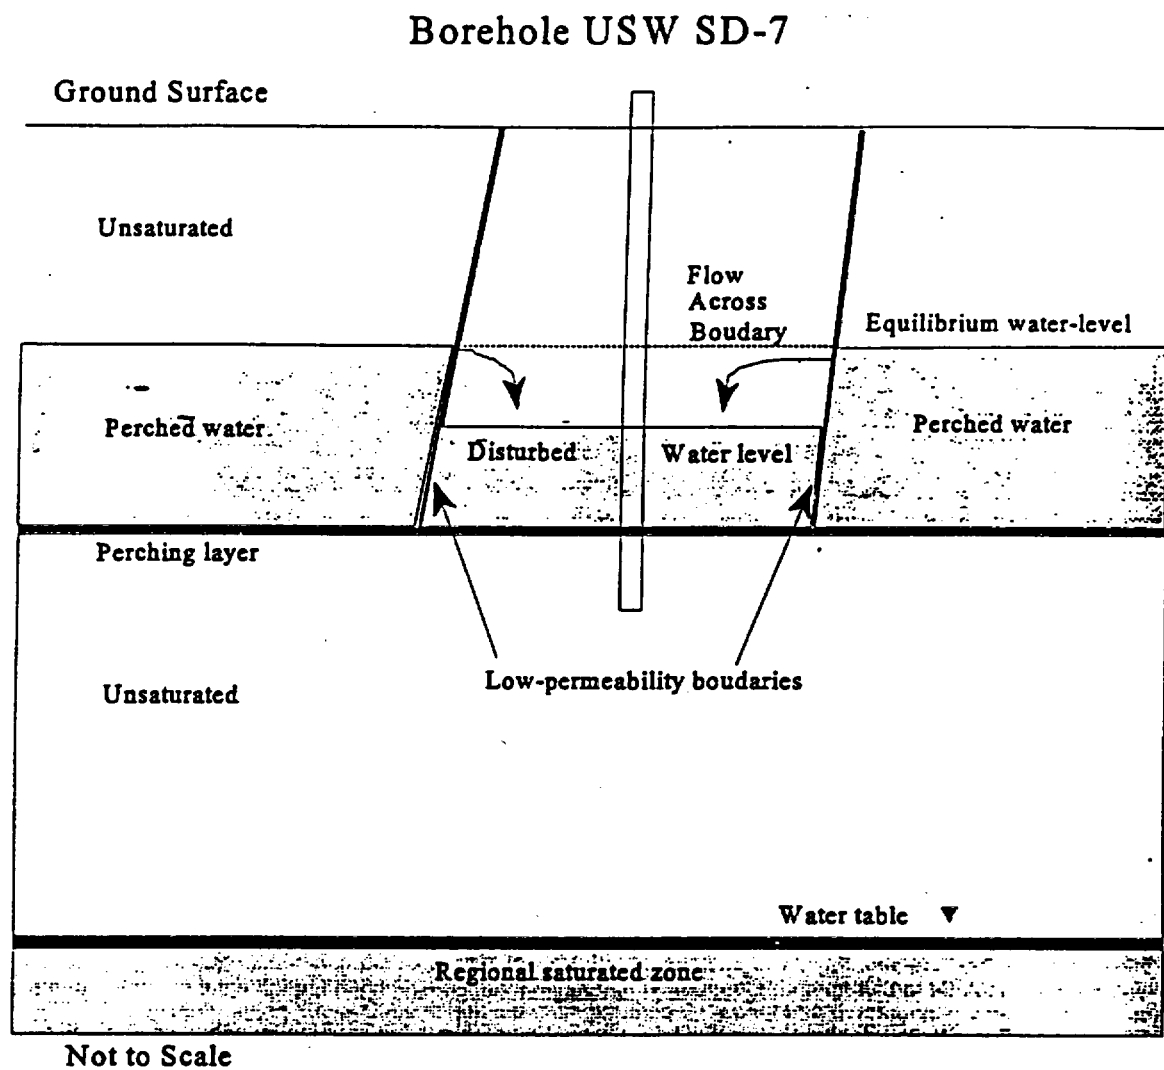 Borehole USW SD-7
Ground Surface
Unsaturated
Flow
Across
Boudary
Equilibrium water-level
Perched water
Perched water
Disturbed
Water level
Perching layer
Low-permeability boudaries
Unsaturated
Water table
Regional saturated zone
Not to Scale